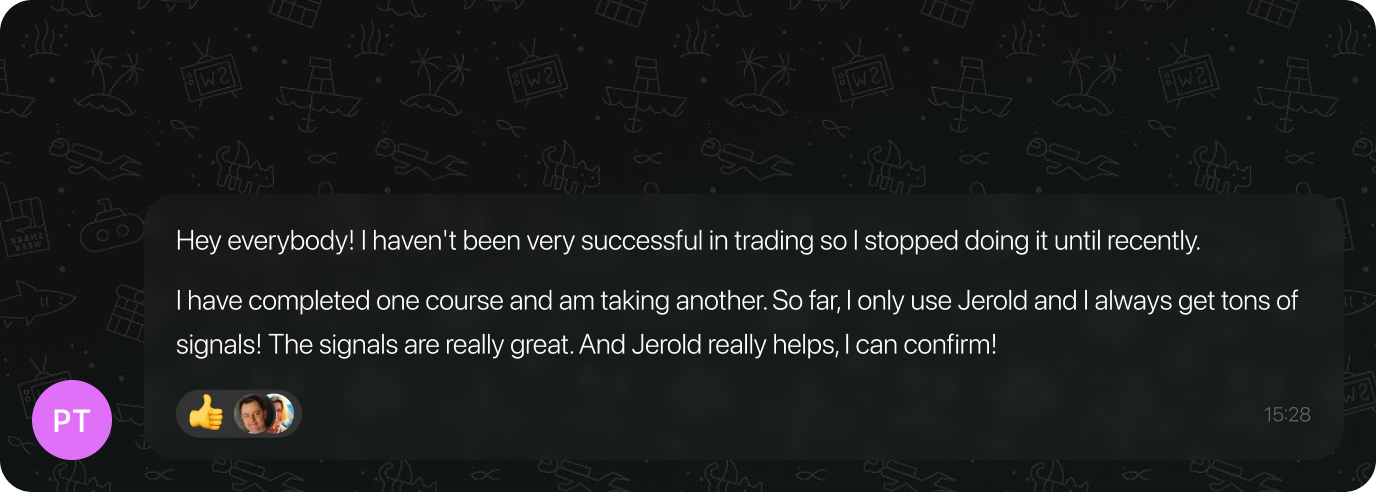 Hey everybody! I haven't been very successful in trading so I stopped doing it until recently.
I have completed one course and am taking another. So far, I only use Jerold and I always get tons of
signals! The signals are really great. And Jerold really helps, I can confirm!
PT
15:28